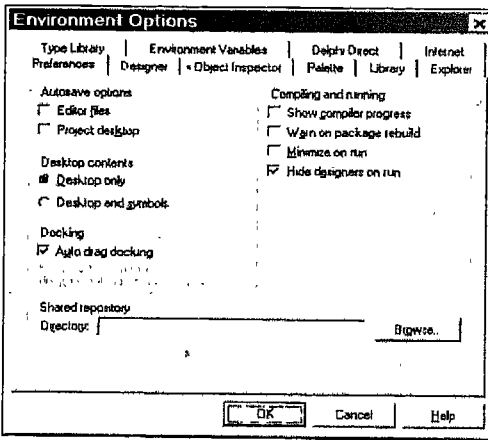 Environment Options
Type Library
Environment Variables
Delphi Direct
Internet
Preferences
Designer
Object Inspector
Palette
Library
Explorer
Autosave options
Editor files
Project desktop
Desktop contents
Desktop only
Desktop and symbols
Docking
Auto drag docking
Compiling and running
Show compiler progress
Warn on package rebuild
Minimize on run
Hide designers on run
Shared repository
Directory:
Browse..
OK
Cancel
Help